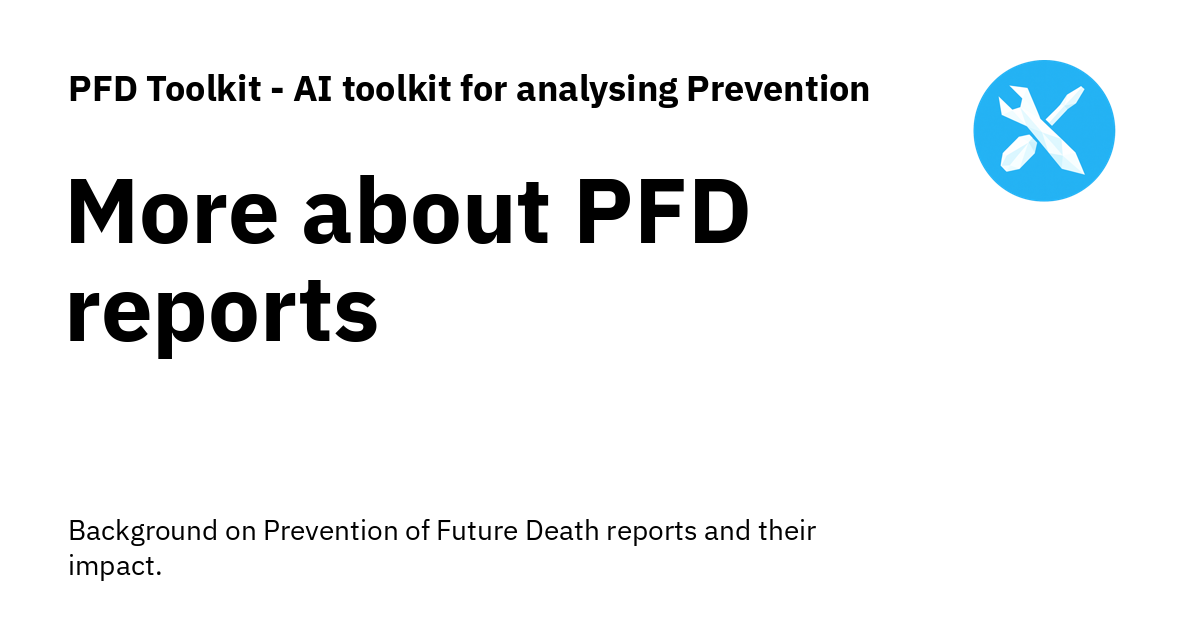 PFD Toolkit - AI toolkit for analysing Prevention
More about PFD
reports
Background on Prevention of Future Death reports and their
impact.